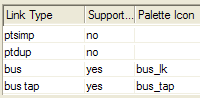 Link Type Support... Palette Icon
ptsimp no
ptdup no
bus yes bus_lk
bus tap yes bus_tap